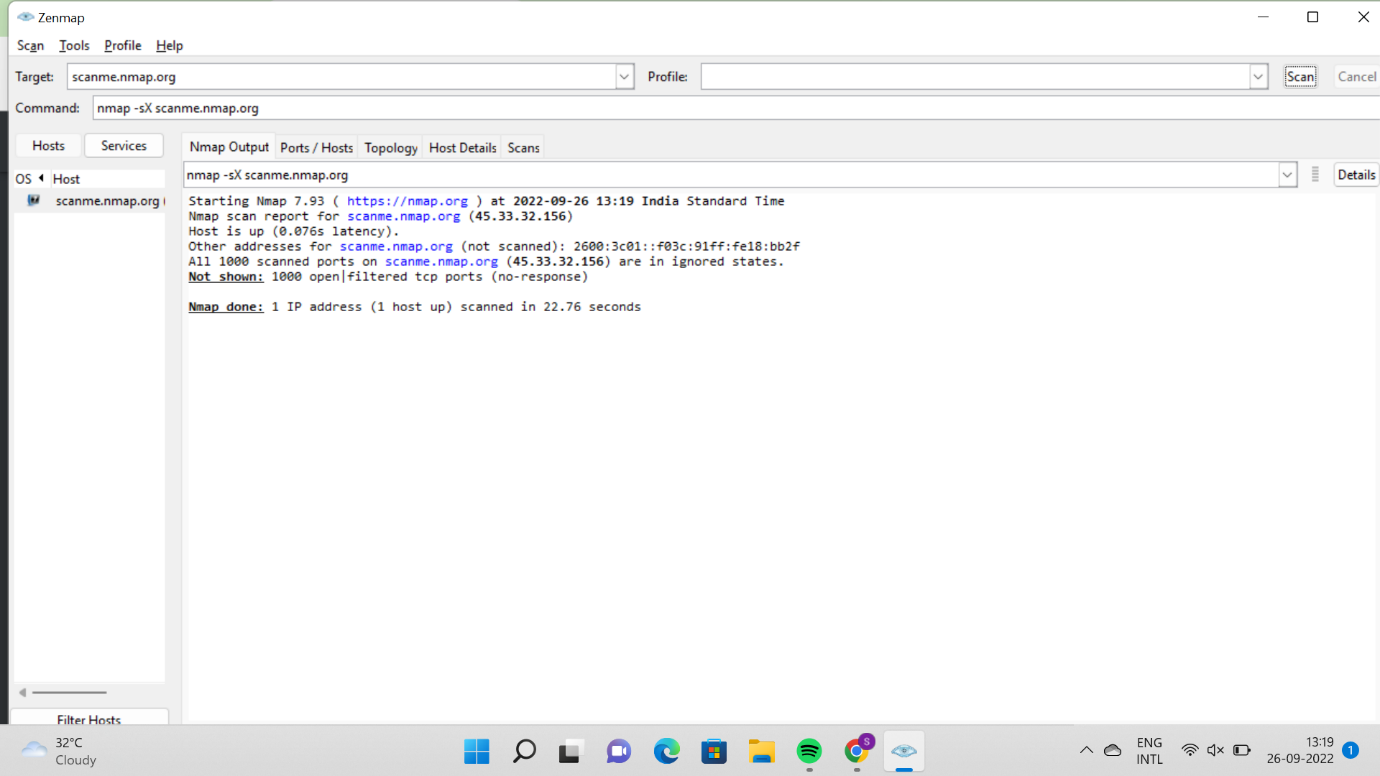 Zenmap
Scan Tools Profile Help
Target: scanme.nmap.org Profile: Scan Cancel
Command: nmap -sX scanme.nmap.org
Hosts Services Nmap Output Ports / Hosts Topology Host Details Scans
nmap -sX scanme.nmap.org Details
OS Host
scanme.nmap.org (
Starting Nmap 7.93 ( https://nmap.org ) at 2022-09-26 13:19 India Standard Time
Nmap scan report for scanme.nmap.org (45.33.32.156)
Host is up (0.076s latency).
Other addresses for scanme.nmap.org (not scanned): 2600:3c01::f03c:91ff:fe18:bb2f
All 1000 scanned ports on scanme.nmap.org (45.33.32.156) are in ignored states.
Not shown: 1000 open|filtered tcp ports (no-response)
Nmap done: 1 IP address (1 host up) scanned in 22.76 seconds
Filter Hosts
32°C
Cloudy
S
ENG
INTL
13:19
26-09-2022
1